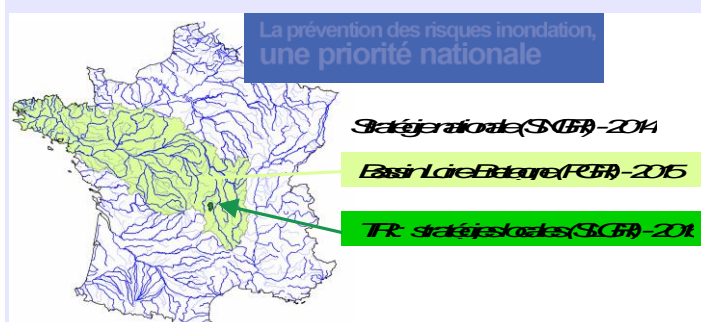 La prévention des risques inondation,
une priorité nationale
Stratégie nationale (SNGRI) – 2014
Bassin Loire-Bretagne (PGRI) – 2015
TRI : stratégies locales (SLGRI) –